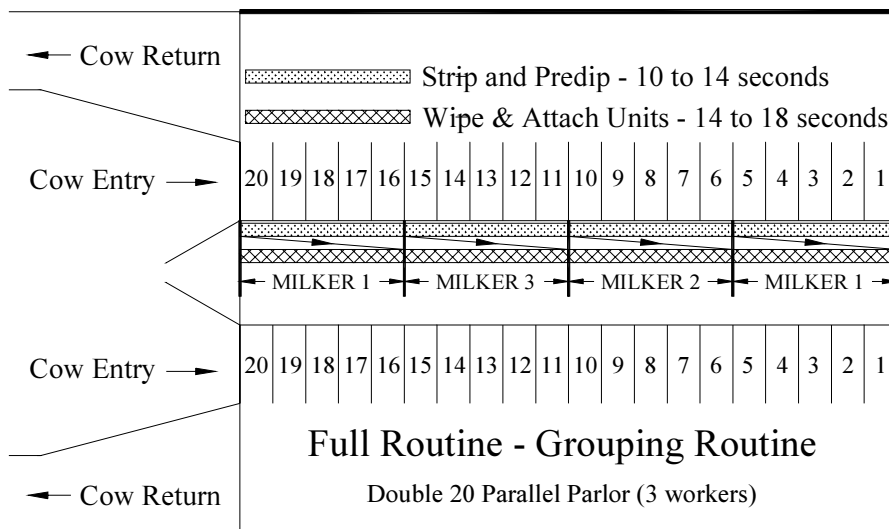 Cow Return
Strip and Predip - 10 to 14 seconds
Wipe & Attach Units - 14 to 18 seconds
Cow Entry
20 19 18 17 16 15 14 13 12 11 10 9 8 7 6 5 4 3 2 1
MILKER 1 MILKER 3 MILKER 2 MILKER 1
Cow Entry
20 19 18 17 16 15 14 13 12 11 10 9 8 7 6 5 4 3 2 1
Full Routine - Grouping Routine
Cow Return
Double 20 Parallel Parlor (3 workers)